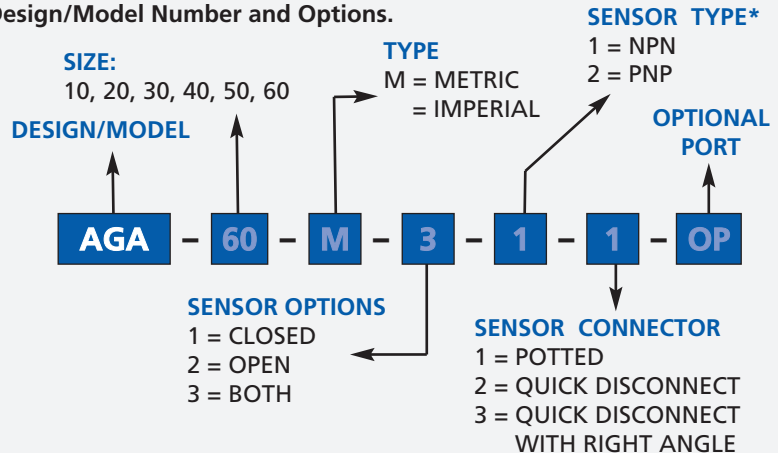 Design/Model Number and Options.
SIZE:
10, 20, 30, 40, 50, 60
DESIGN/MODEL
TYPE
M = METRIC
= IMPERIAL
SENSOR TYPE*
1 = NPN
2 = PNP
OPTIONAL
PORT
AGA - 60 - M - 3 - 1 - 1 - OP
SENSOR OPTIONS
1 = CLOSED
2 = OPEN
3 = BOTH
SENSOR CONNECTOR
1 = POTTED
2 = QUICK DISCONNECT
3 = QUICK DISCONNECT
WITH RIGHT ANGLE